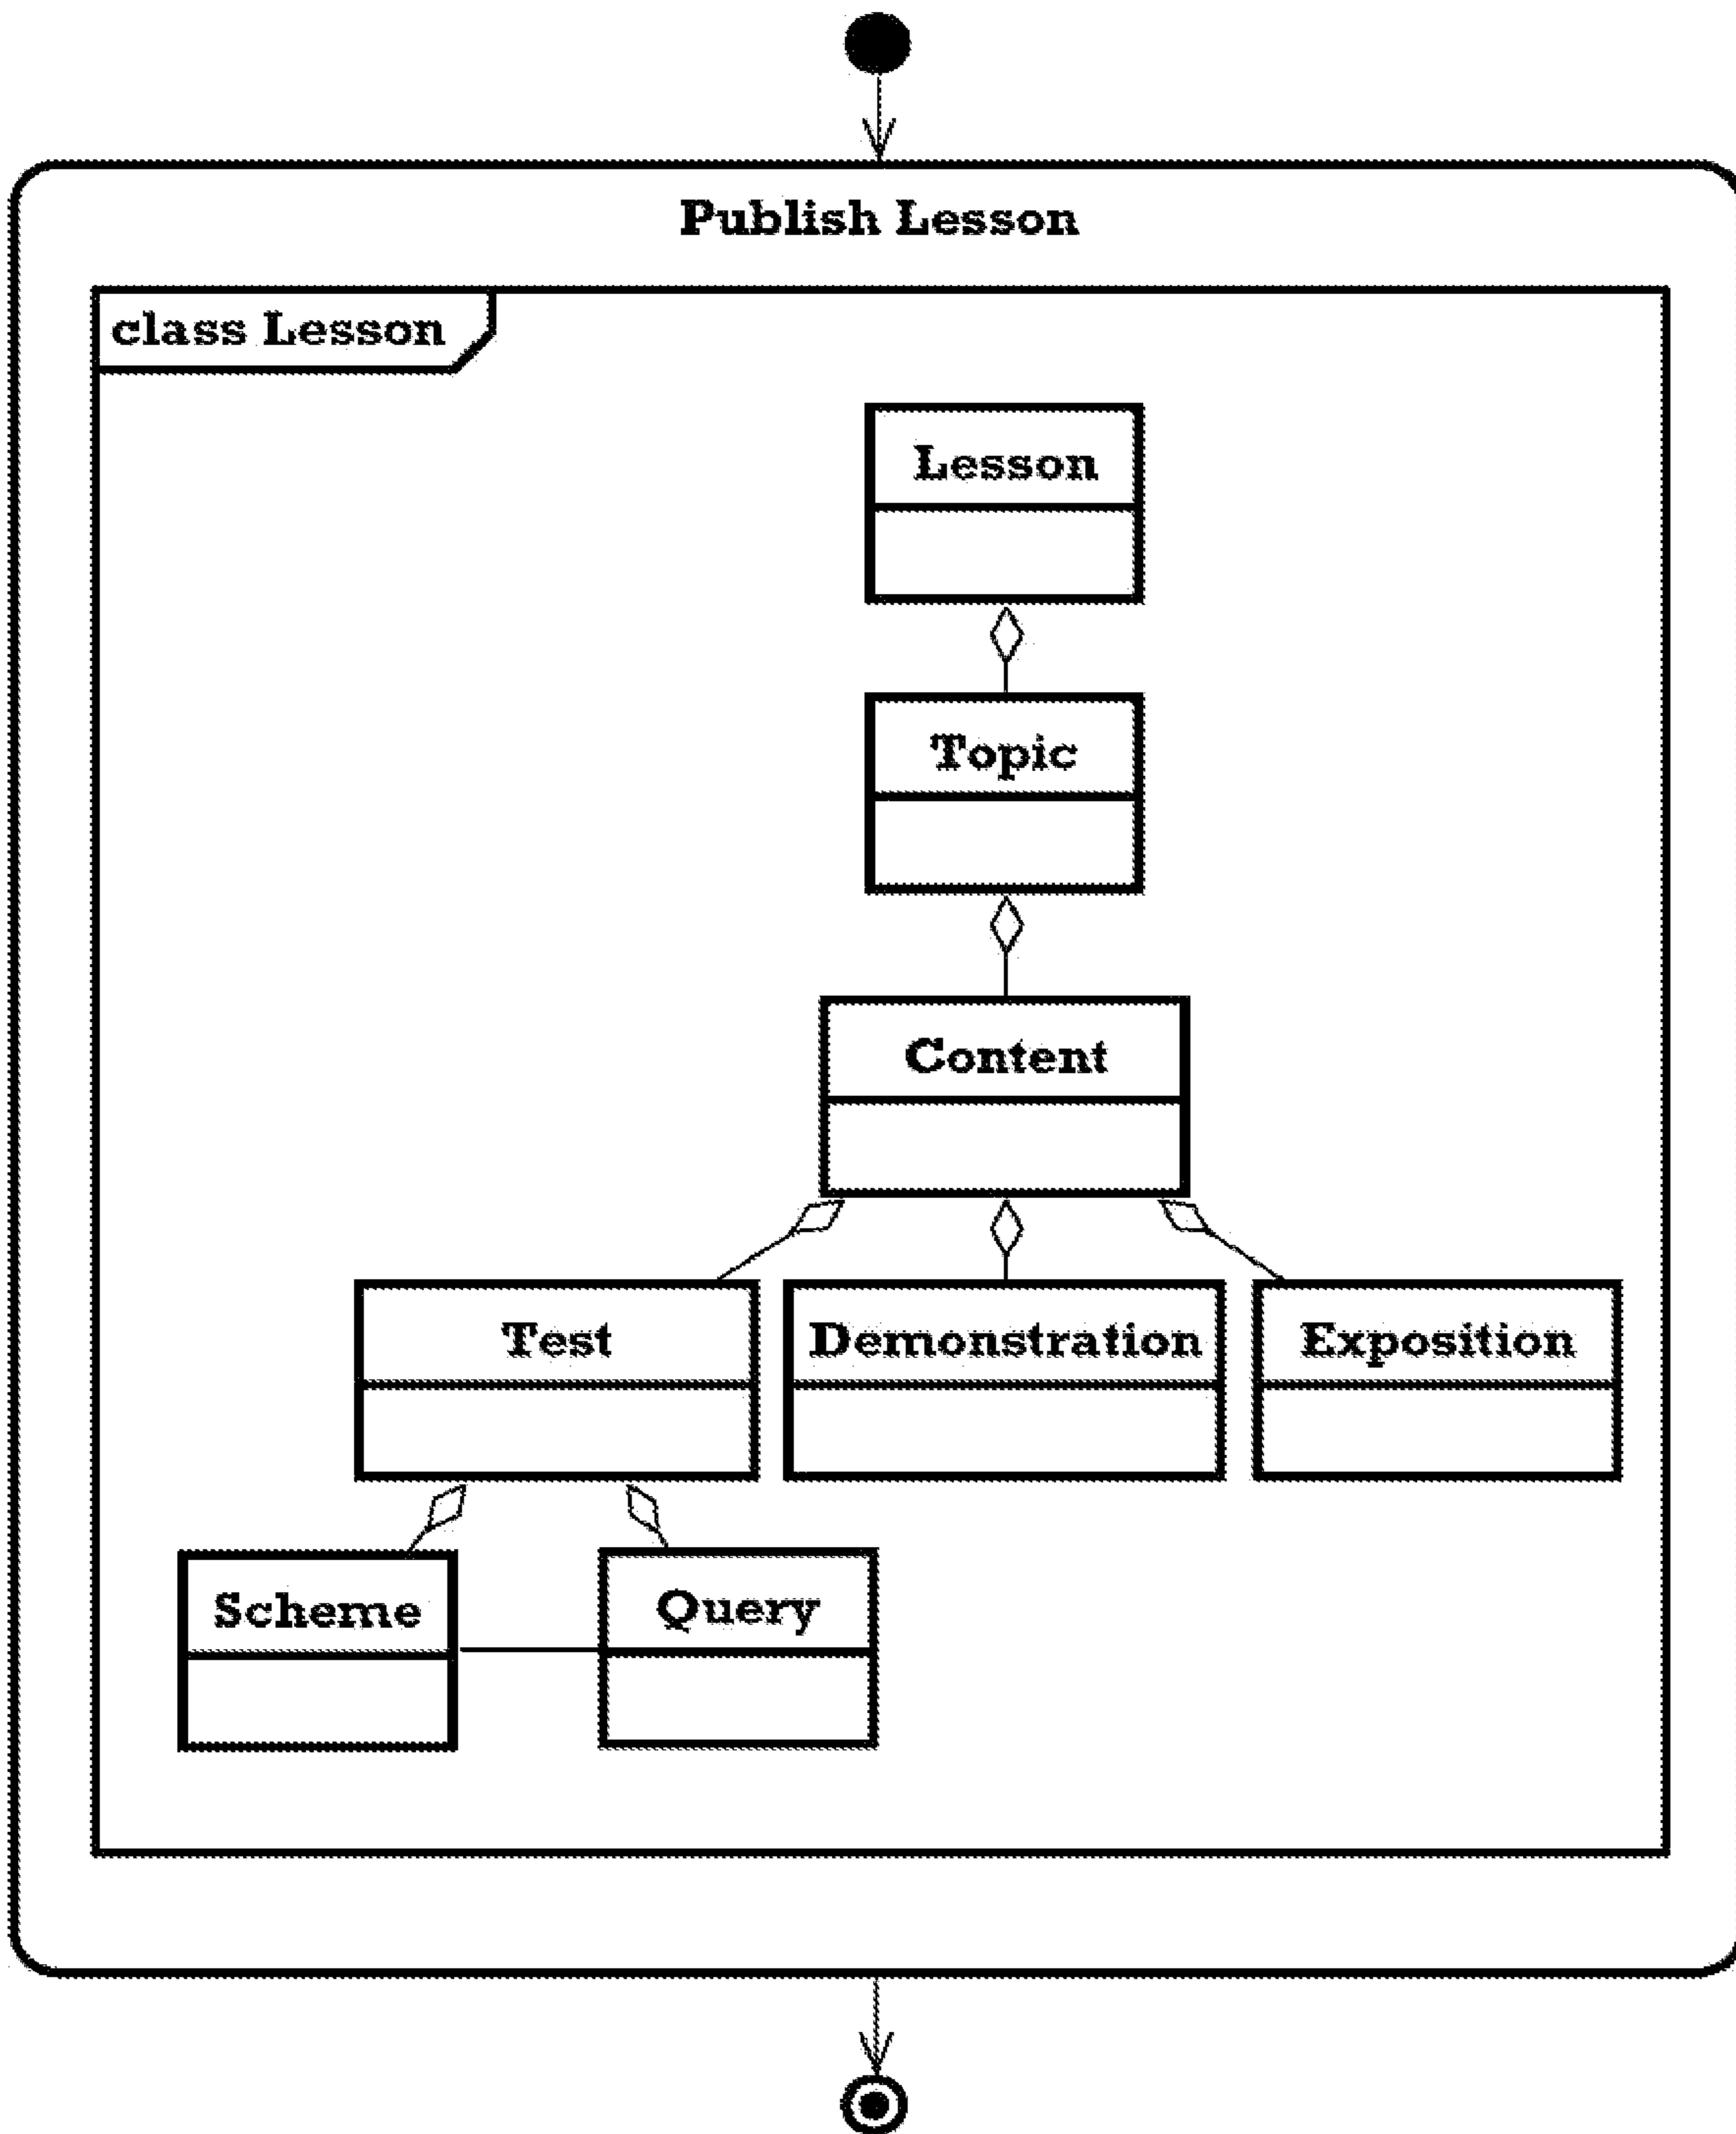 Publish Lesson
class Lesson
Lesson
Topic
Content
Test
Demonstration
Exposition
Scheme
Query